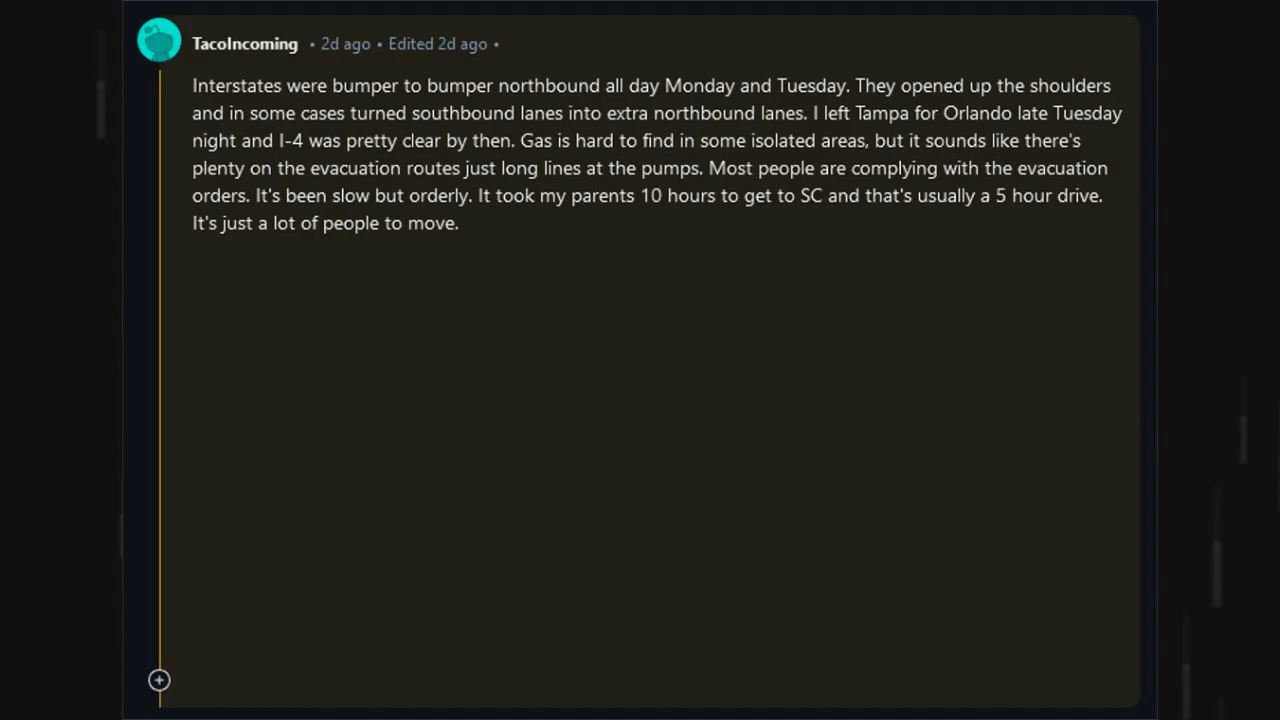 TacoIncoming • 2d ago • Edited 2d ago •
Interstates were bumper to bumper northbound all day Monday and Tuesday. They opened up the shoulders
and in some cases turned southbound lanes into extra northbound lanes. I left Tampa for Orlando late Tuesday
night and I-4 was pretty clear by then. Gas is hard to find in some isolated areas, but it sounds like there's
plenty on the evacuation routes just long lines at the pumps. Most people are complying with the evacuation
orders. It's been slow but orderly. It took my parents 10 hours to get to SC and that's usually a 5 hour drive.
It's just a lot of people to move.